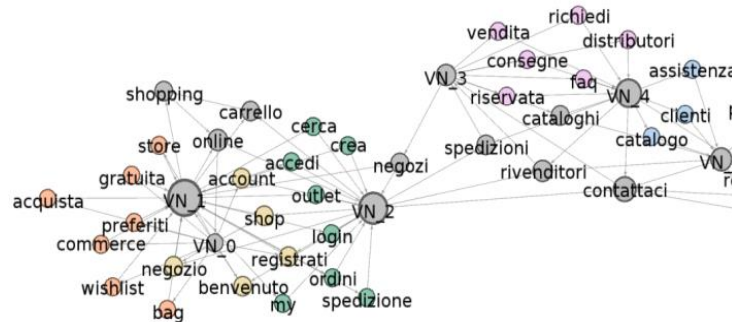 richiedi
vendita
distributori
consegne
assistenza
VN_3
faq
VN_4
shopping
riservata
carrello
cataloghi
clienti
cerca
store
online
crea
spedizioni
catalogo
accedi
negozi
VN_
gratuita
account
rivenditori
outlet
contattaci
acquista
VN_1
VN_2
preferiti
shop
commerce
VN_0
login
negozio
registrati
wishlist
benvenuto
ordini
bag
my
spedizione